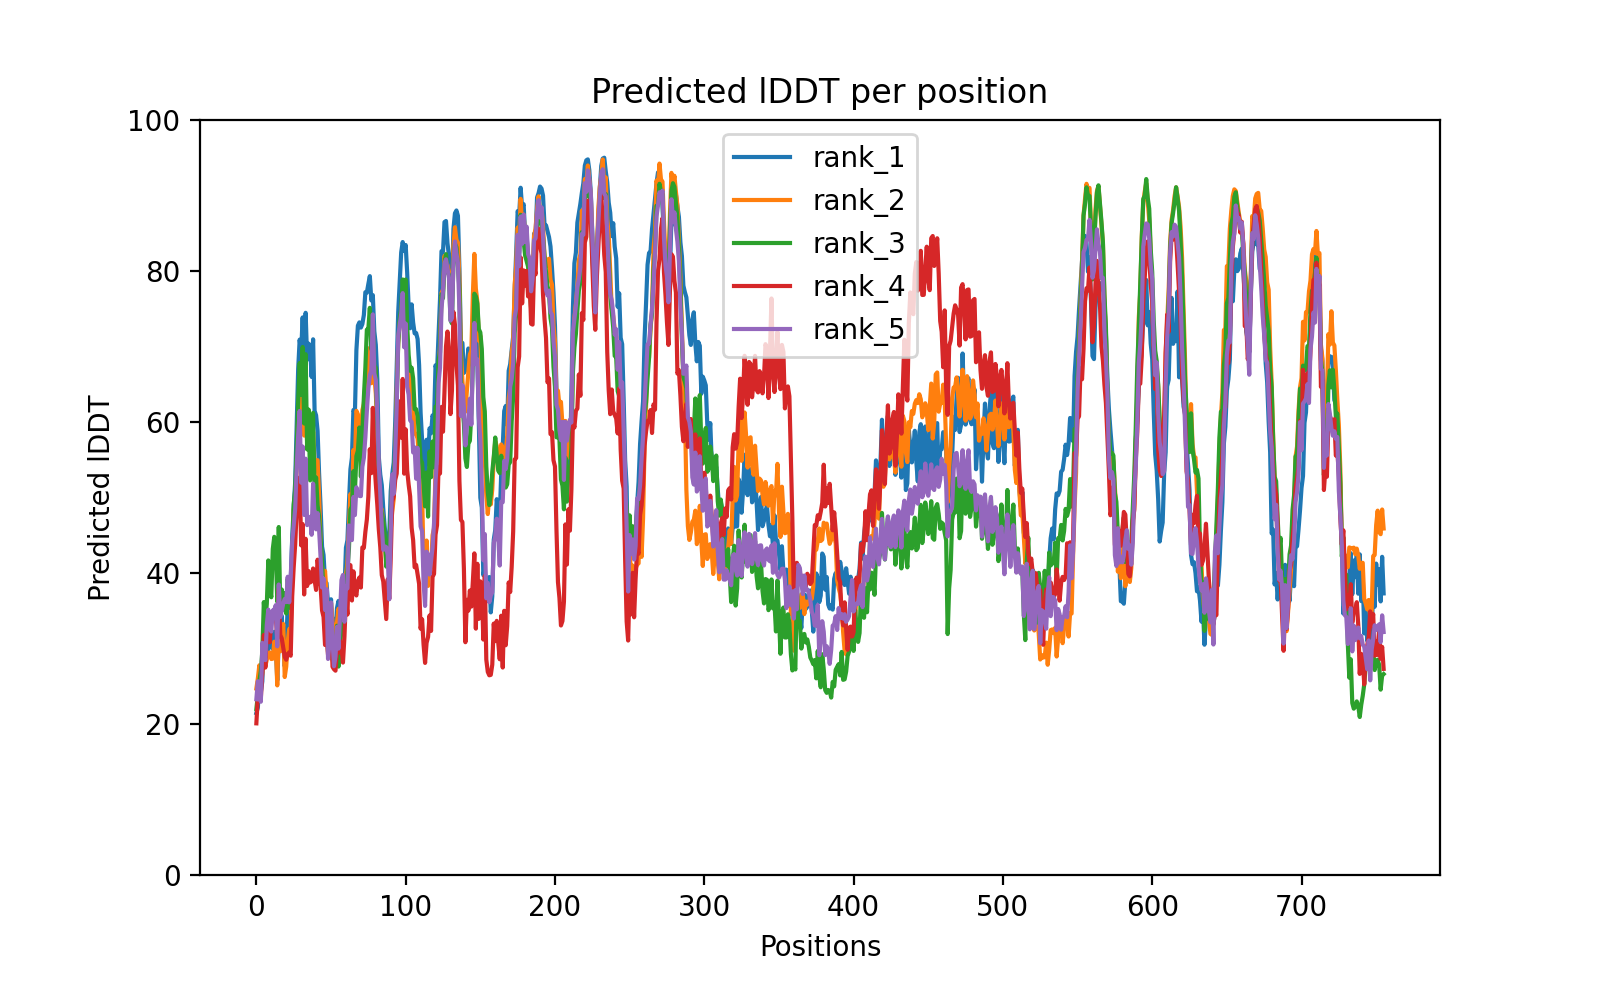 Predicted lDDT per position
100
80
60
40
20
0
Predicted lDDT
rank_1
rank_2
rank_3
rank_4
rank_5
0 100 200 300 400 500 600 700
Positions